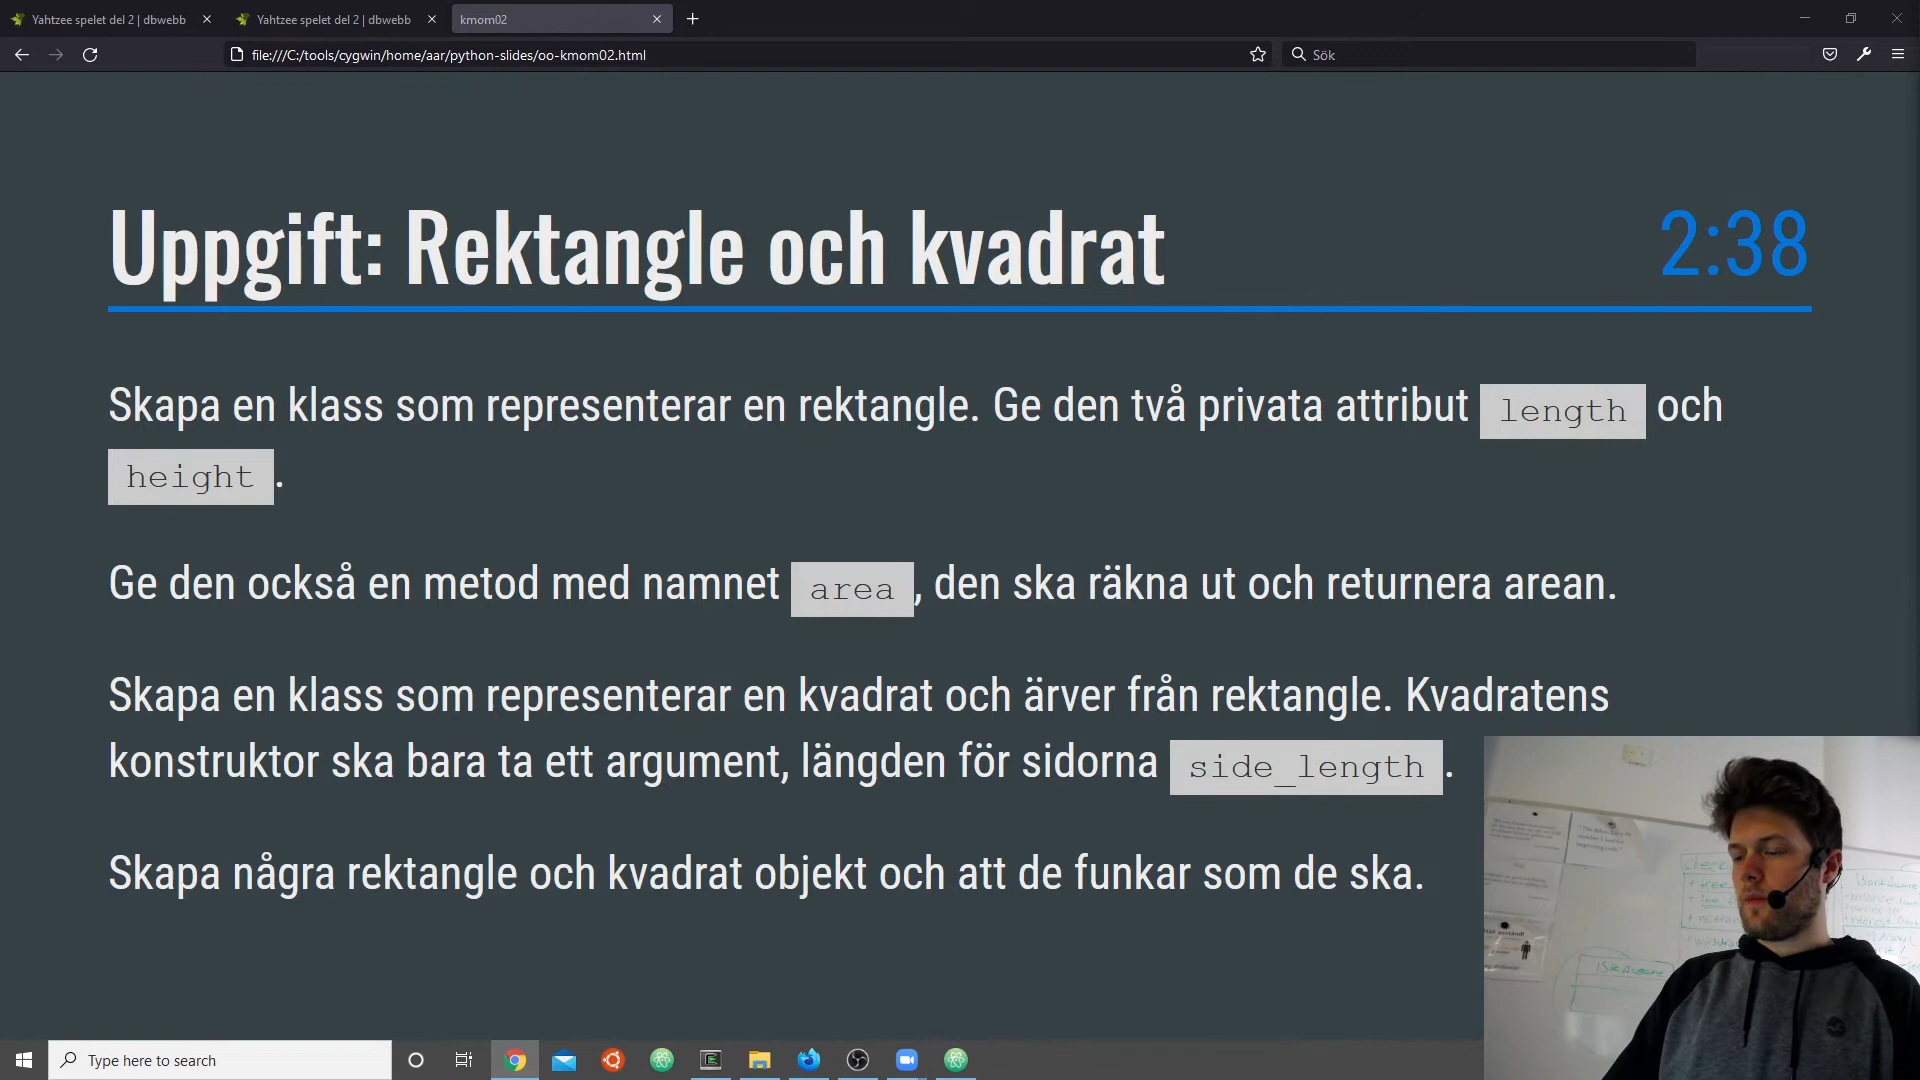 Yahtzee spelet del 2 | dbwebb
Yahtzee spelet del 2 | dbwebb
kmom02
file:///C:/tools/cygwin/home/aar/python-slides/oo-kmom02.html
Sök
Uppgift: Rektangle och kvadrat
2:38
Skapa en klass som representerar en rektangle. Ge den två privata attribut length och
height.
Ge den också en metod med namnet area, den ska räkna ut och returnera arean.
Skapa en klass som representerar en kvadrat och ärver från rektangle. Kvadratens
konstruktor ska bara ta ett argument, längden för sidorna side_length.
Skapa några rektangle och kvadrat objekt och att de funkar som de ska.
Type here to search